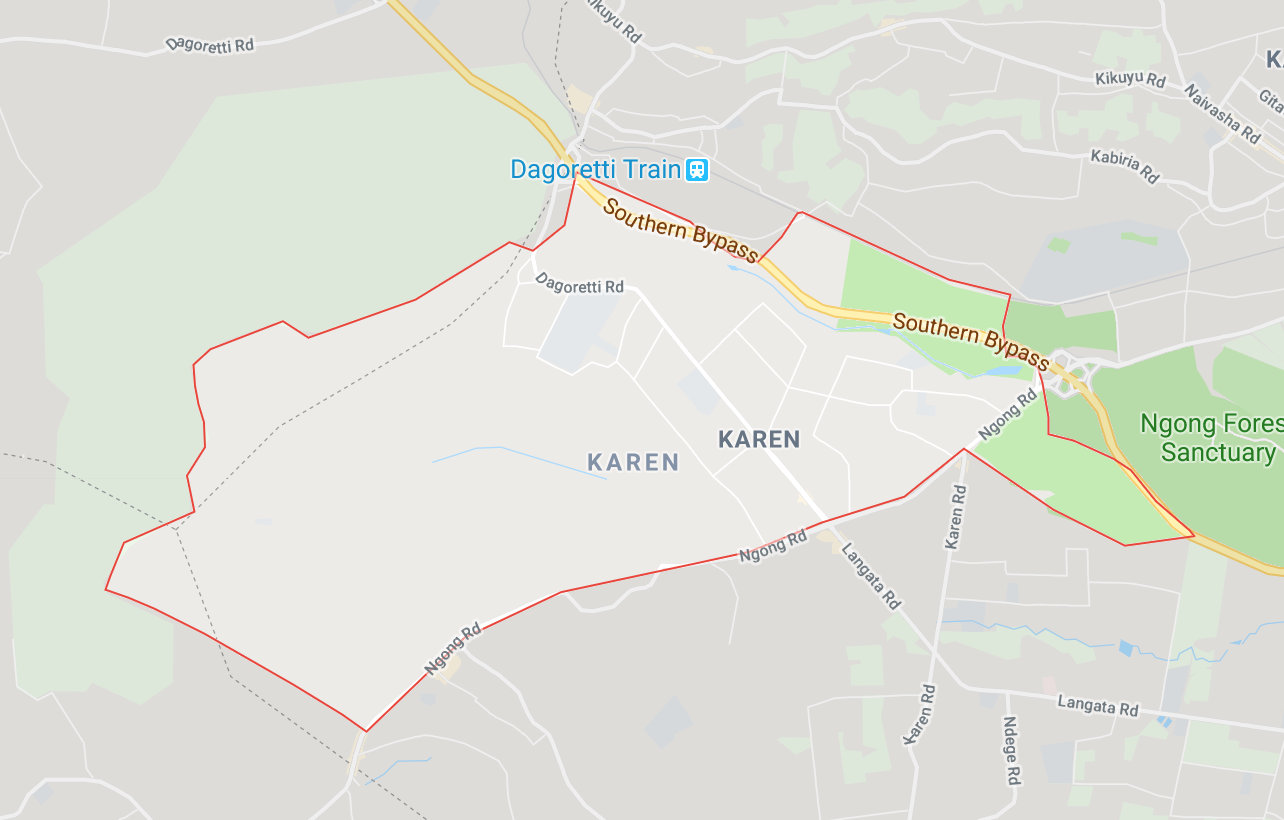 Kikuyu Rd
Dagoretti Rd
Kikuyu Rd
Naivasha Rd
Kabiria Rd
Dagoretti Train
Southern Bypass
Dagoretti Rd
Southern Bypass
Ngong Rd
KAREN
KAREN
Ngong Fores
Sanctuary
Karen Rd
Ngong Rd
Langata Rd
Ngong Rd
Karen Rd
Langata Rd
Ndege Rd